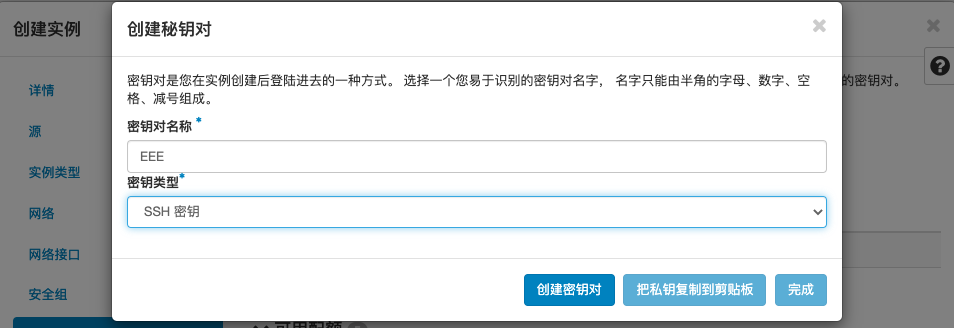 创建实例
创建秘钥对
×
×
密钥对是您在实例创建后登陆进去的一种方式。 选择一个您易于识别的密钥对名字， 名字只能由半角的字母、数字、空
格、减号组成。
的密钥对。
?
详情
源
实例类型
网络
网络接口
安全组
密钥对名称 *
EEE
密钥类型*
SSH 密钥
创建密钥对
把私钥复制到剪贴板
完成